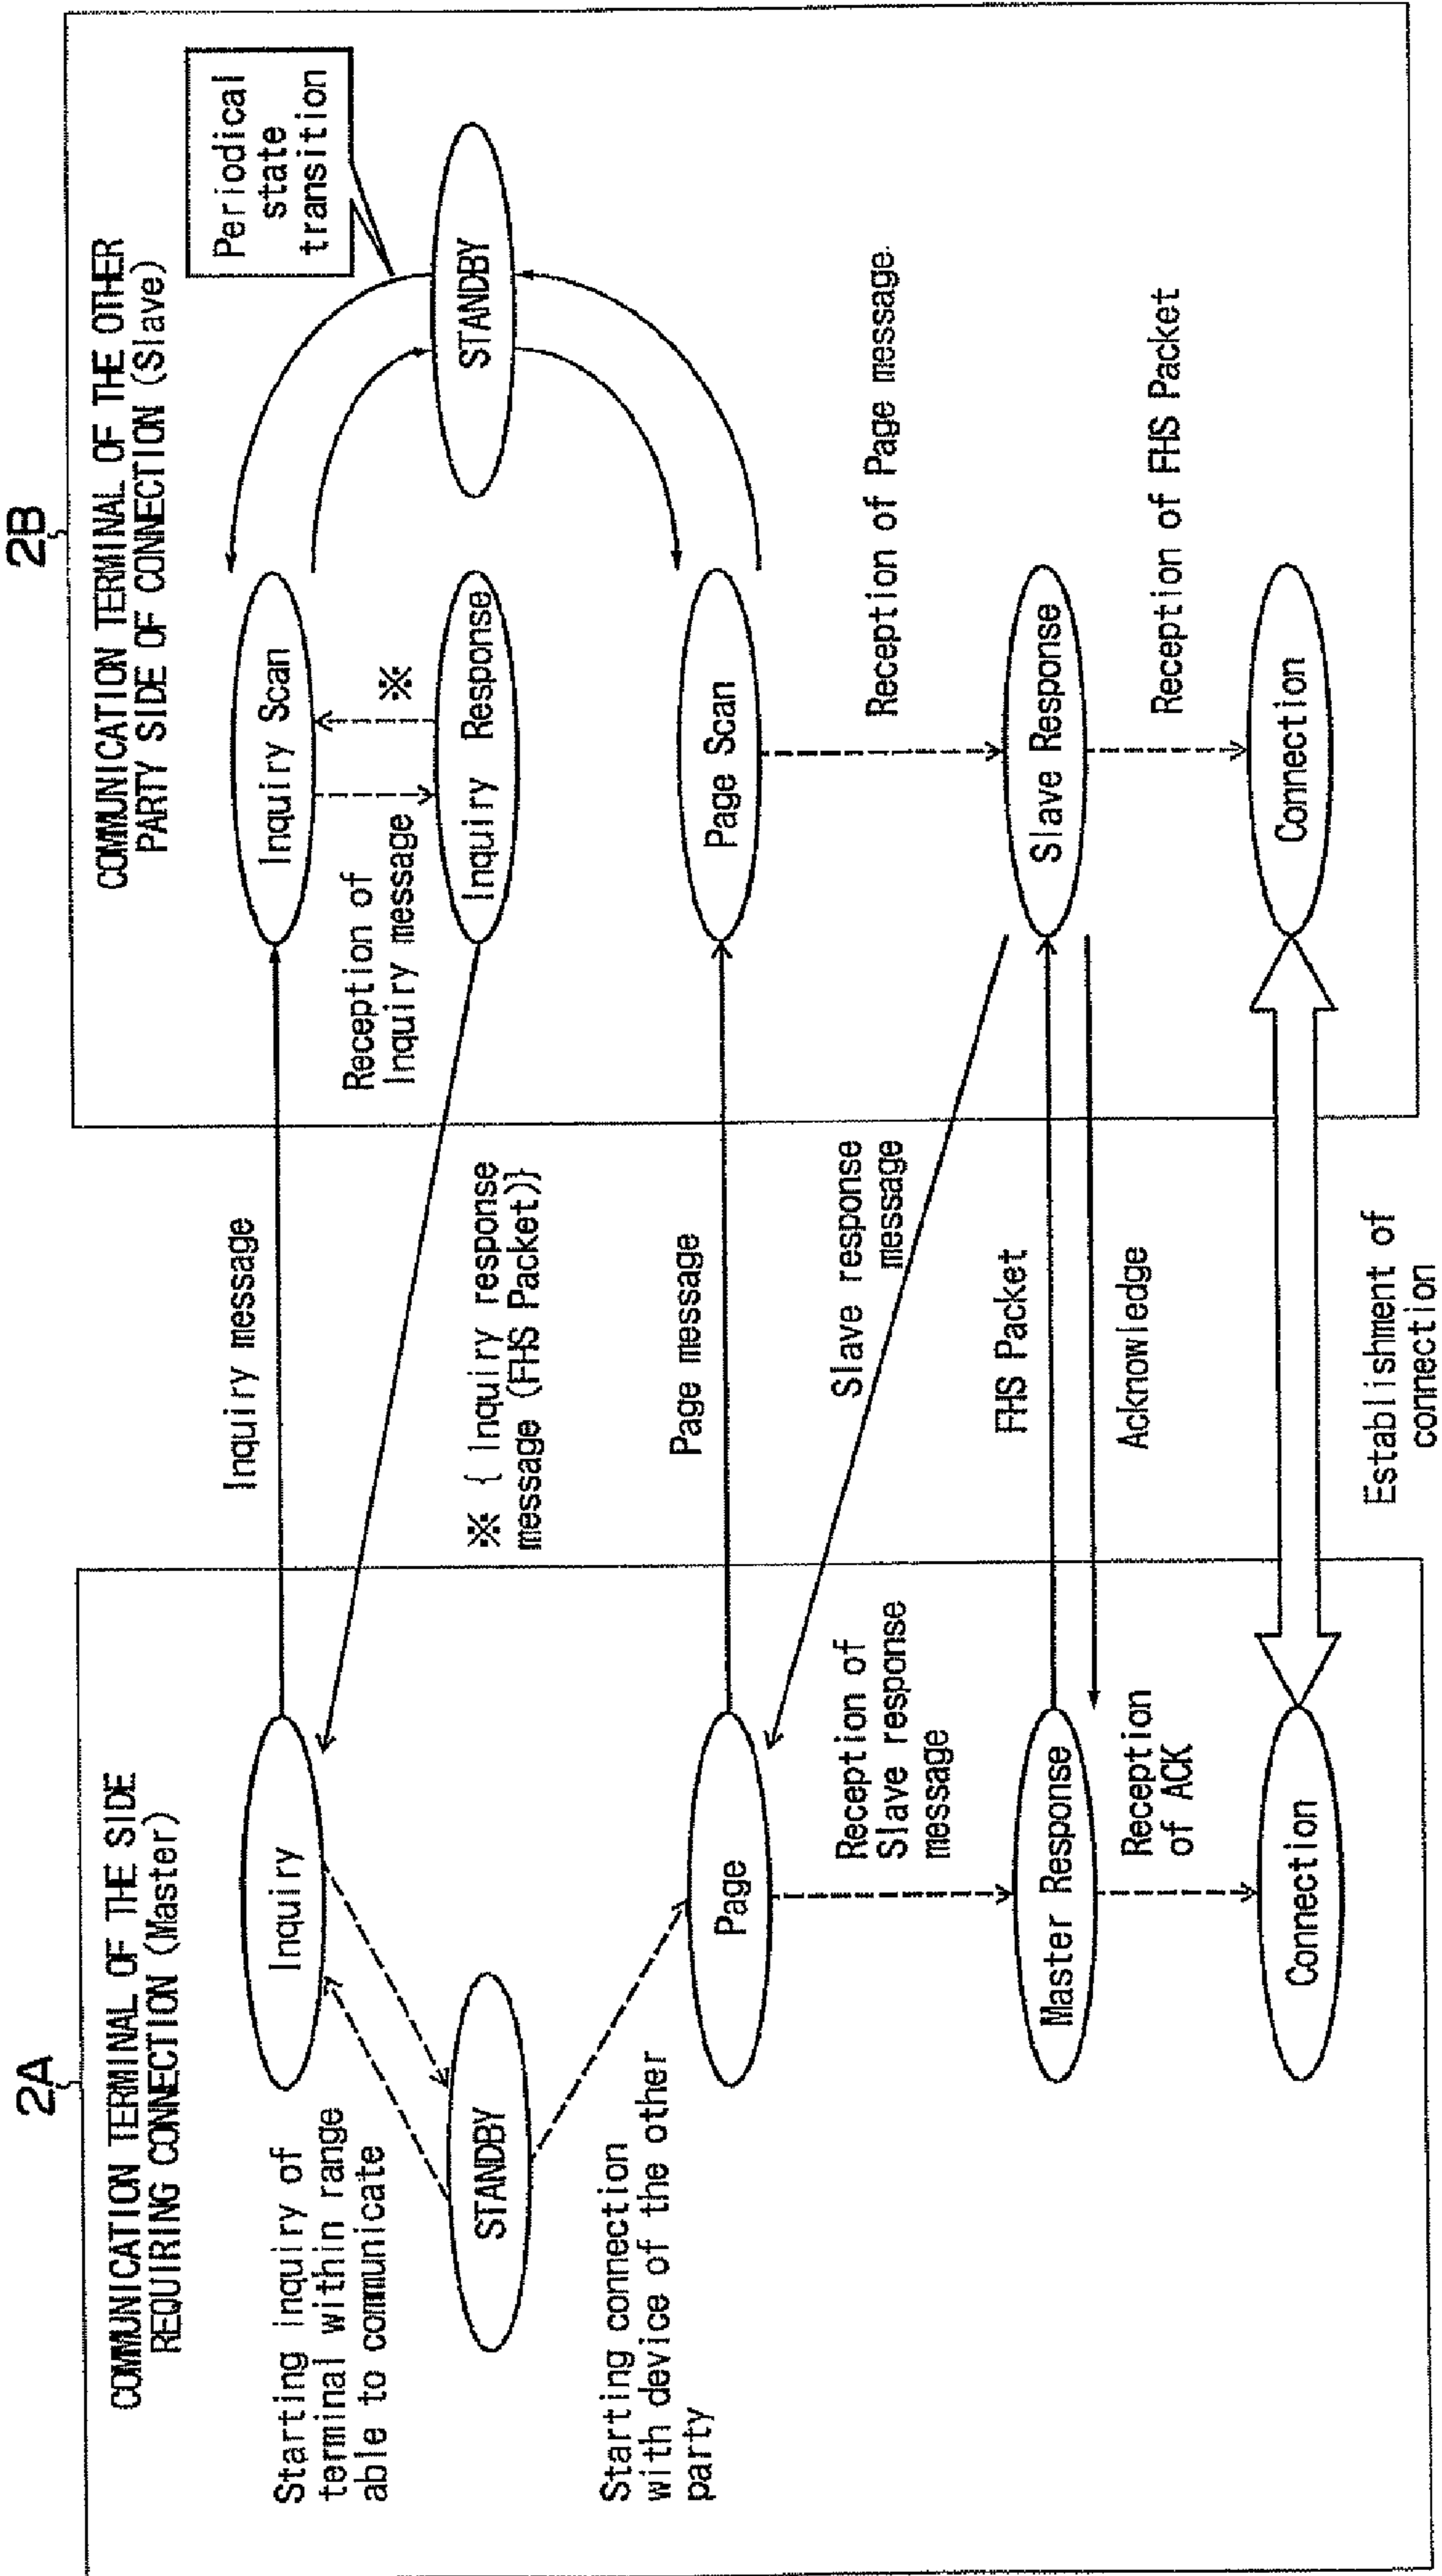 2A
COMMUNICATION TERMINAL OF THE SIDE
REQUIRING CONNECTION (Master)
Starting inquiry of
terminal within range
able to communicate
Inquiry
STANDBY
Starting connection
with device of the other
party
Page
Reception of
Slave response
message
Master Response
Reception
of ACK
Connection
Inquiry message
※ { Inquiry response
message (FHS Packet)}
Page message
Slave response
message
FHS Packet
Acknowledge
Establishment of
connection
2B
COMMUNICATION TERMINAL OF THE OTHER
PARTY SIDE OF CONNECTION (Slave)
Periodical
state
transition
Inquiry Scan
Reception of
Inquiry message
※
Inquiry Response
STANDBY
Page Scan
Reception of Page message
Slave Response
Reception of FHS Packet
Connection